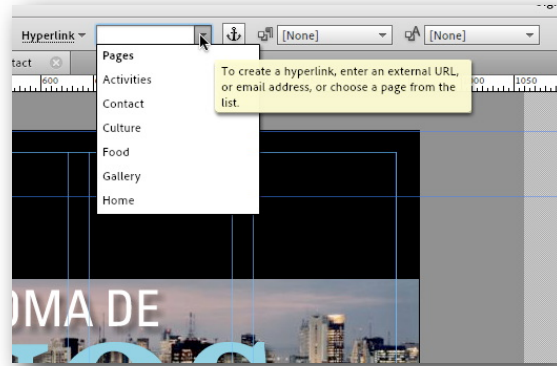 Hyperlink
[None]
[None]
tact
600
1050
Pages
Activities
Contact
Culture
Food
Gallery
Home
To create a hyperlink, enter an external URL,
or email address, or choose a page from the
list.
OMA DE